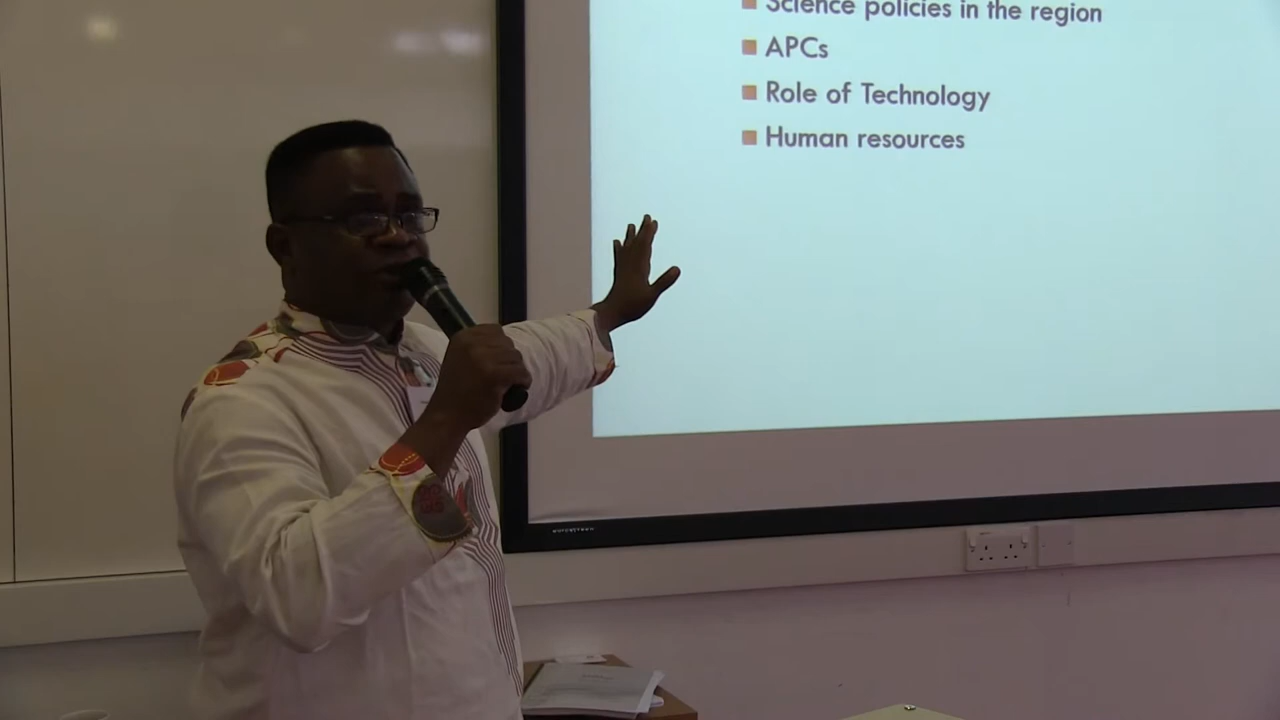 Science policies in the region
APCs
Role of Technology
Human resources